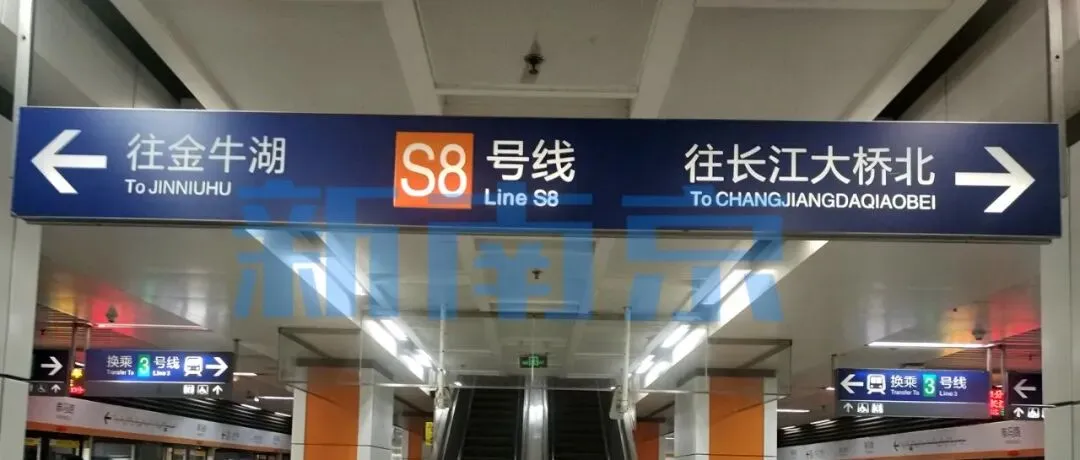 往金牛湖
To JINNIUHU
S8 号线
Line S8
往长江大桥北
To CHANGJIANGDAQIAOBEI
新南京
换乘 3 号线
Transfer To Line 3
换乘 3 号线
Transfer To Line 3